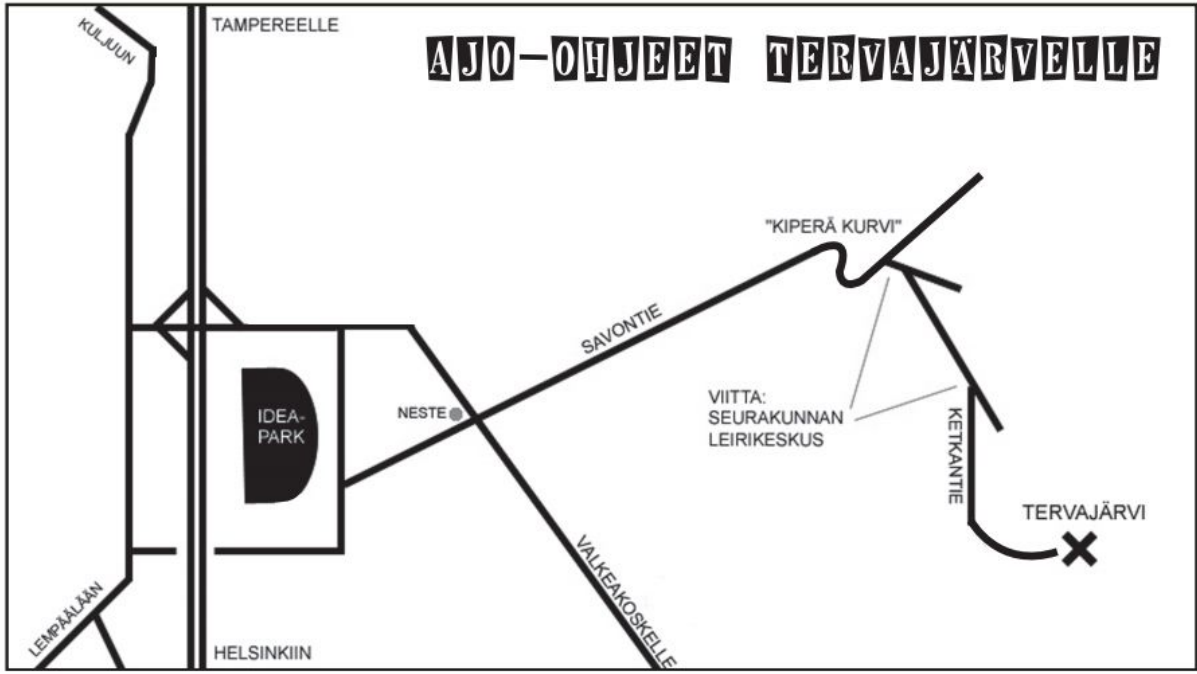 KULJUUN
TAMPEREELLE
AJO-OHJEET TERVAJÄRVELLE
"KIPERÄ KURVI"
SAVONTIE
IDEA-
PARK
NESTE
VIITTA:
SEURAKUNNAN
LEIRIKESKUS
KETKANTIE
TERVAJÄRVI
VALKEAKOSKELLE
LEMPÄÄLÄÄN
HELSINKIIN